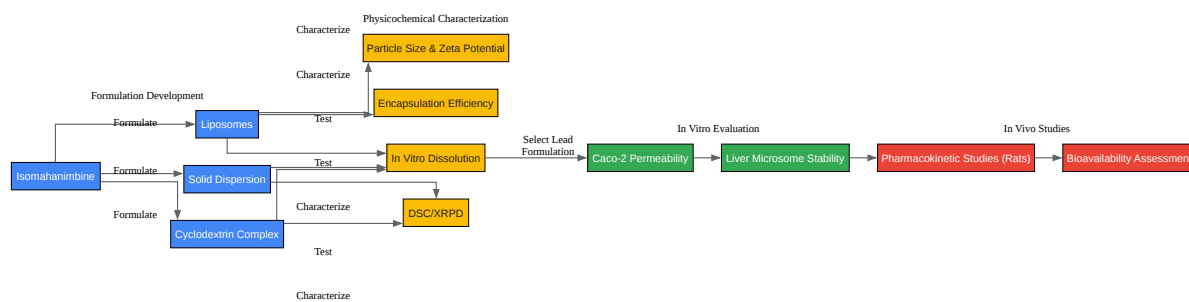 Physicochemical Characterization
Characterize
Particle Size & Zeta Potential
Characterize
Formulation Development
Encapsulation Efficiency
Formulate
Liposomes
Test
In Vitro Evaluation
In Vivo Studies
Select Lead
Formulation
In Vitro Dissolution
Caco-2 Permeability
Liver Microsome Stability
Pharmacokinetic Studies (Rats)
Bioavailability Assessment
Test
Isomahanimbine
Formulate
Solid Dispersion
Characterize
DSC/XRPD
Formulate
Cyclodextrin Complex
Test
Characterize